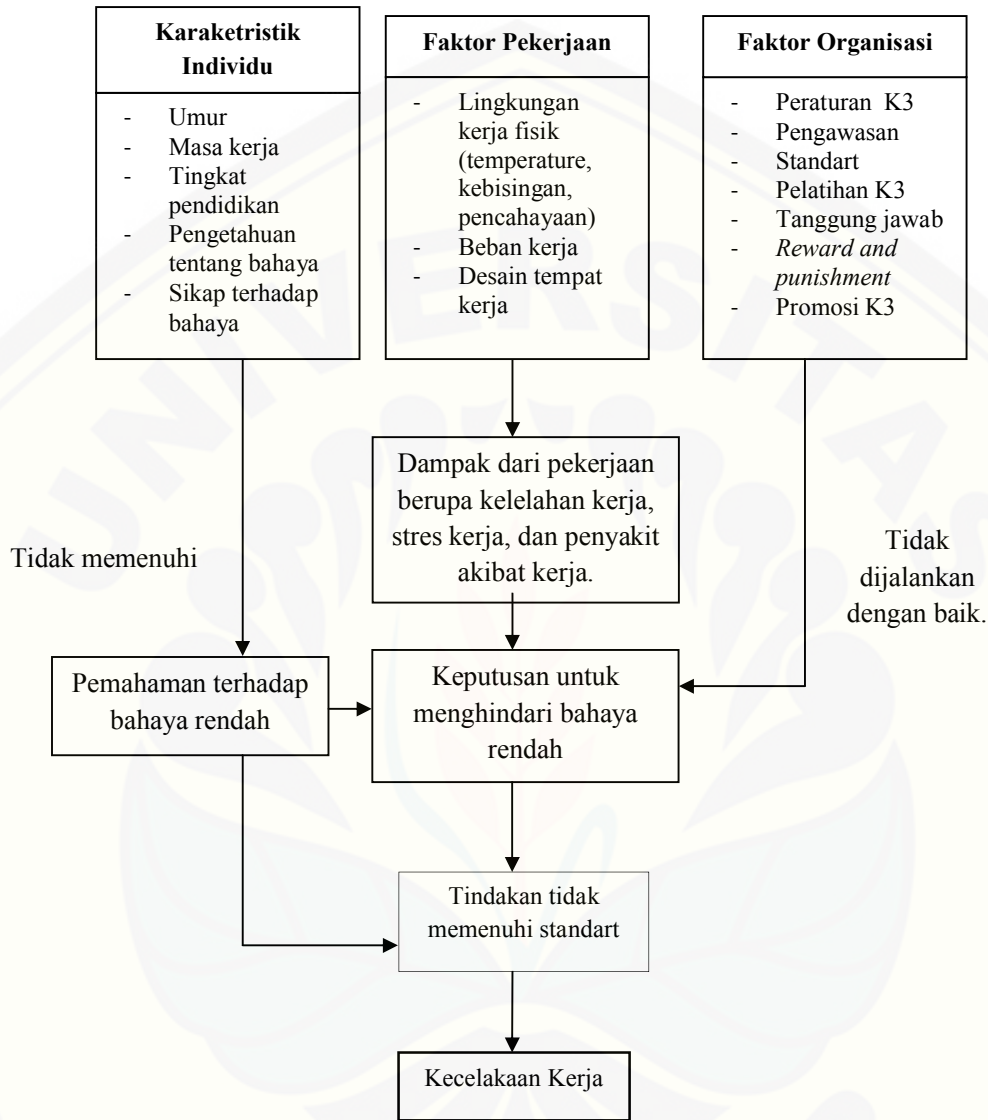 Karaketristik
Individu
- Umur
- Masa kerja
- Tingkat
pendidikan
- Pengetahuan
tentang bahaya
- Sikap terhadap
bahaya
Faktor Pekerjaan
- Lingkungan
kerja fisik
(temperature,
kebisingan,
pencahayaan)
- Beban kerja
- Desain tempat
kerja
Faktor Organisasi
- Peraturan K3
- Pengawasan
- Standart
- Pelatihan K3
- Tanggung jawab
- Reward and
punishment
- Promosi K3
Dampak dari pekerjaan
berupa kelelahan kerja,
stres kerja, dan penyakit
akibat kerja.
Tidak memenuhi
Tidak
dijalankan
dengan baik.
Pemahaman terhadap
bahaya rendah
Keputusan untuk
menghindari bahaya
rendah
Tindakan tidak
memenuhi standart
Kecelakaan Kerja
UNIVERSITAS